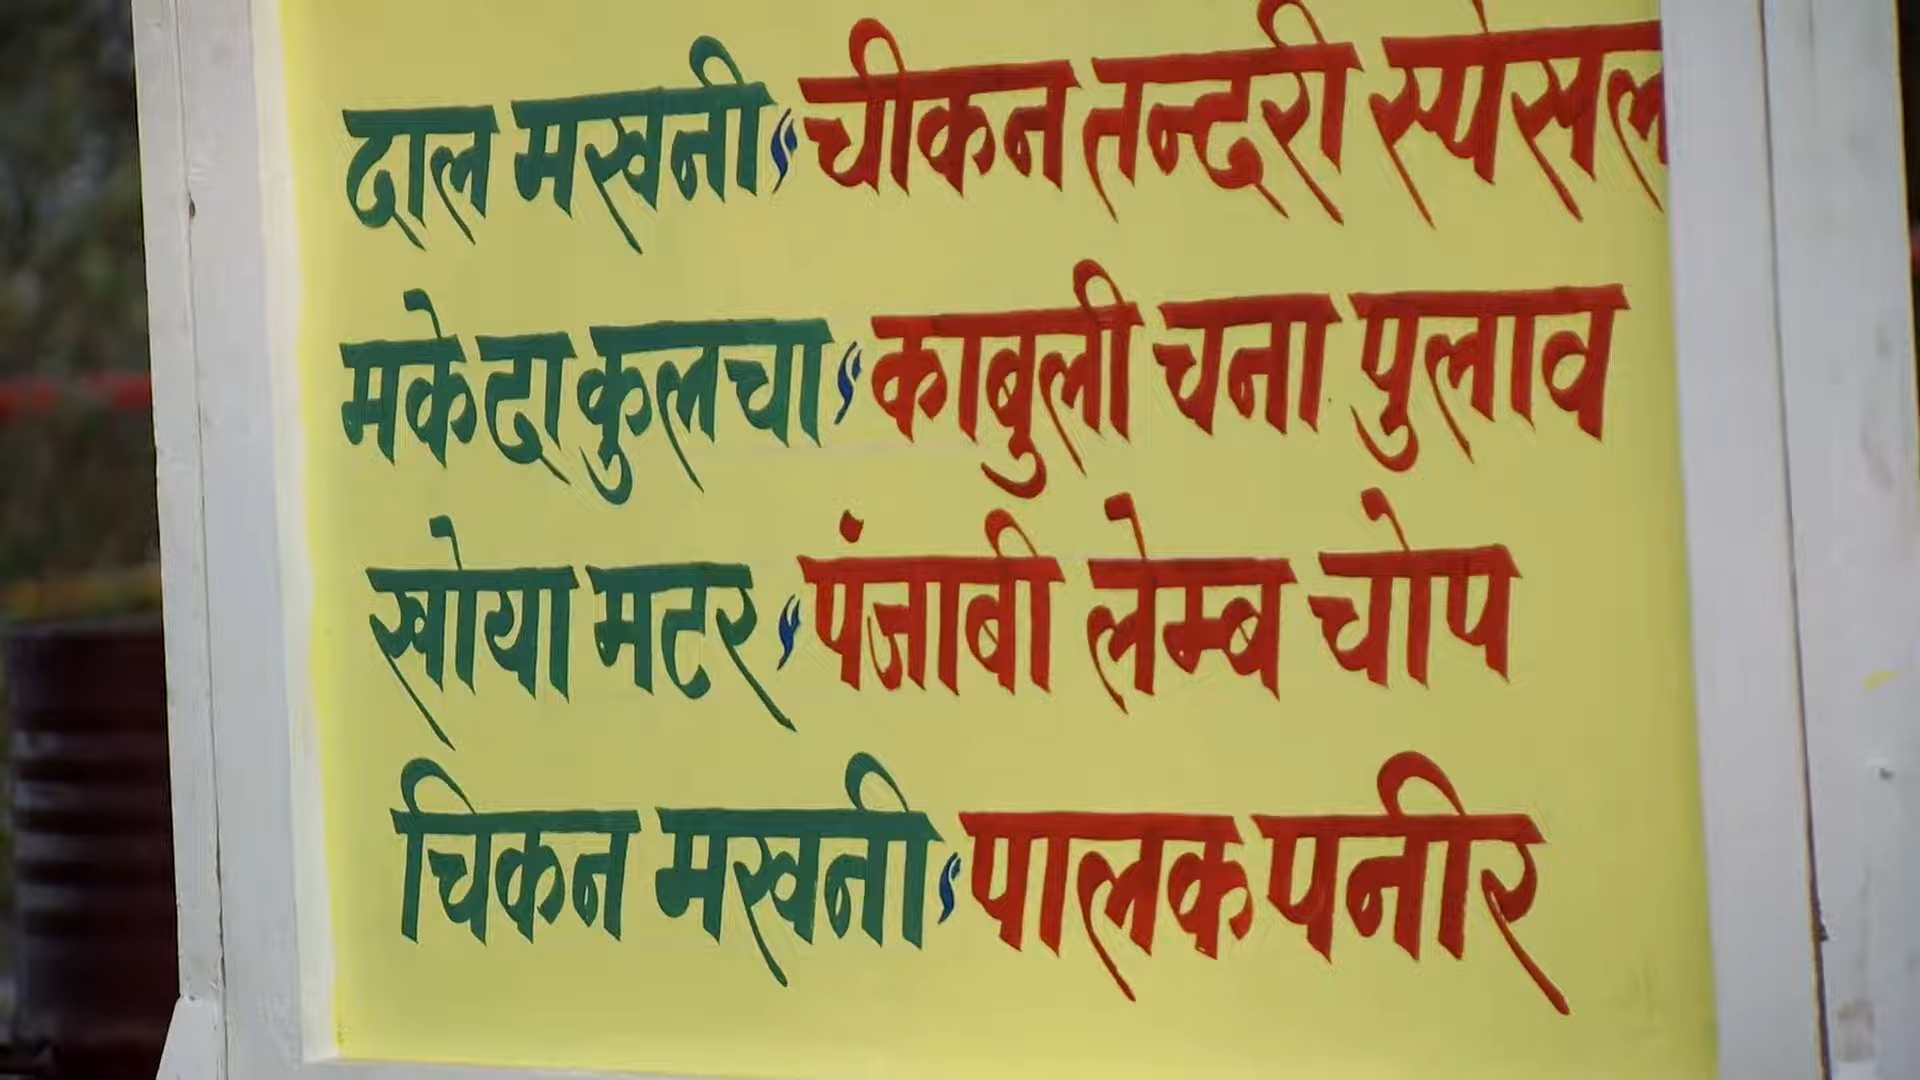 दाल मखनी, चीकन तन्दरी स्पेसल
मकेदा कुलचा, काबुली चना पुलाव
खोया मटर, पंजाबी लेम्ब चोप
चिकन मखनी, पालक पनीर